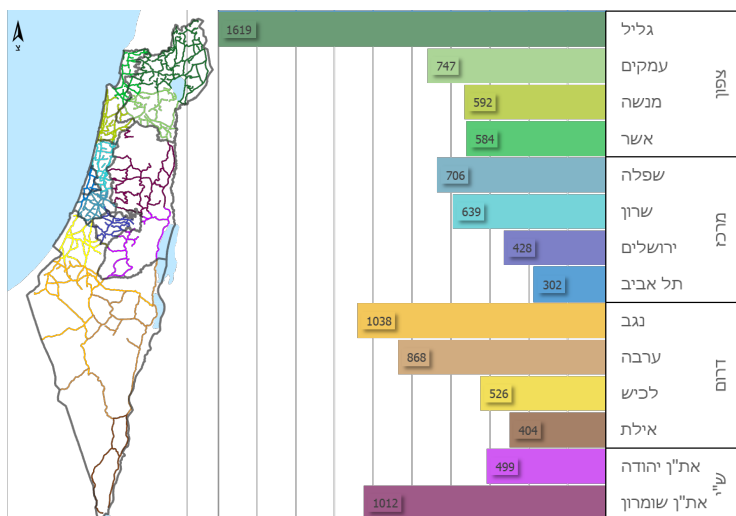 צ
צפון
גליל 1619
עמקים 747
מנשה 592
אשר 584
מרכז
שפלה 706
שרון 639
ירושלים 428
תל אביב 302
דרום
נגב 1038
ערבה 868
לכיש 526
אילת 404
ש"י
את"ן יהודה 499
את"ן שומרון 1012